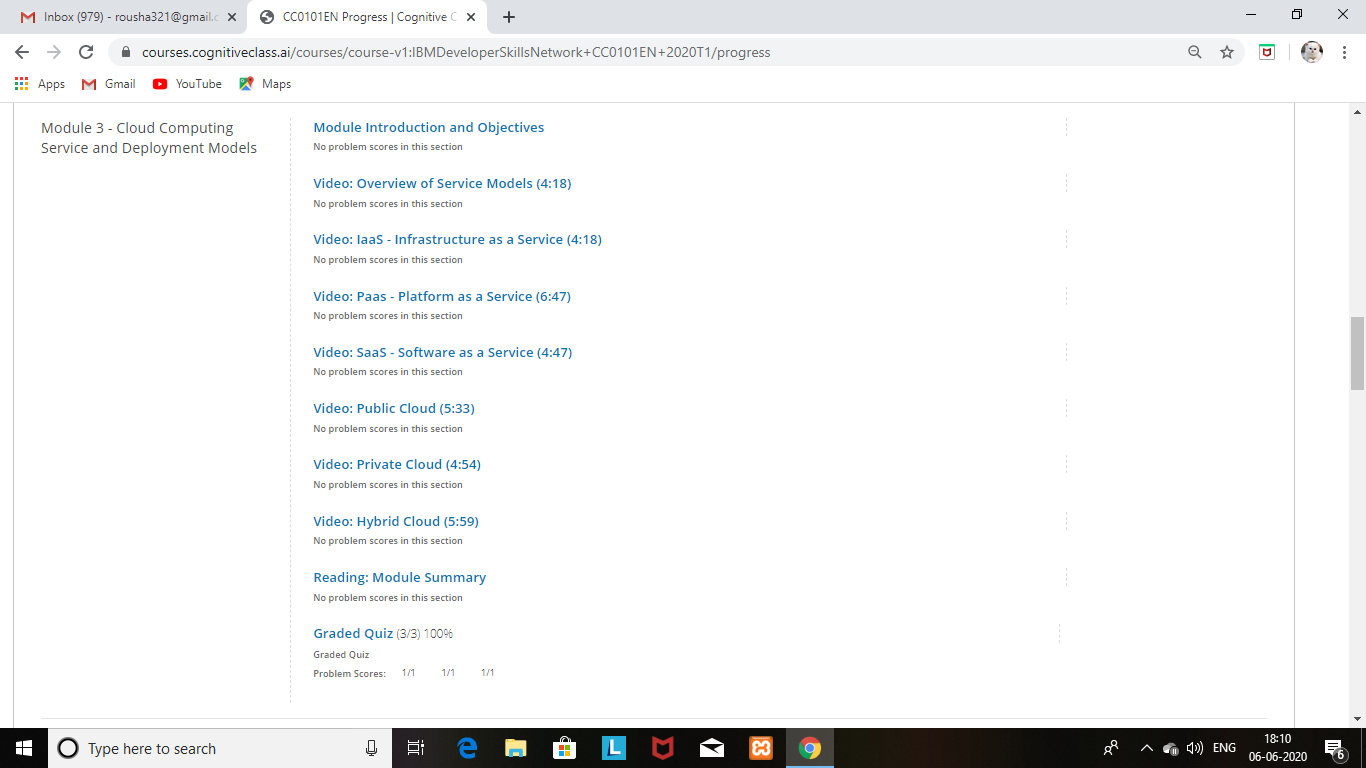 Inbox (979) - rousha321@gmail.c
CC0101EN Progress | Cognitive C
courses.cognitiveclass.ai/courses/course-v1:IBMDeveloperSkillsNetwork+CC0101EN+2020T1/progress
Apps Gmail YouTube Maps
Module 3 - Cloud Computing
Service and Deployment Models
Module Introduction and Objectives
No problem scores in this section
Video: Overview of Service Models (4:18)
No problem scores in this section
Video: IaaS - Infrastructure as a Service (4:18)
No problem scores in this section
Video: Paas - Platform as a Service (6:47)
No problem scores in this section
Video: SaaS - Software as a Service (4:47)
No problem scores in this section
Video: Public Cloud (5:33)
No problem scores in this section
Video: Private Cloud (4:54)
No problem scores in this section
Video: Hybrid Cloud (5:59)
No problem scores in this section
Reading: Module Summary
No problem scores in this section
Graded Quiz (3/3) 100%
Graded Quiz
Problem Scores: 1/1 1/1 1/1
Type here to search
L
ENG
18:10
06-06-2020
6